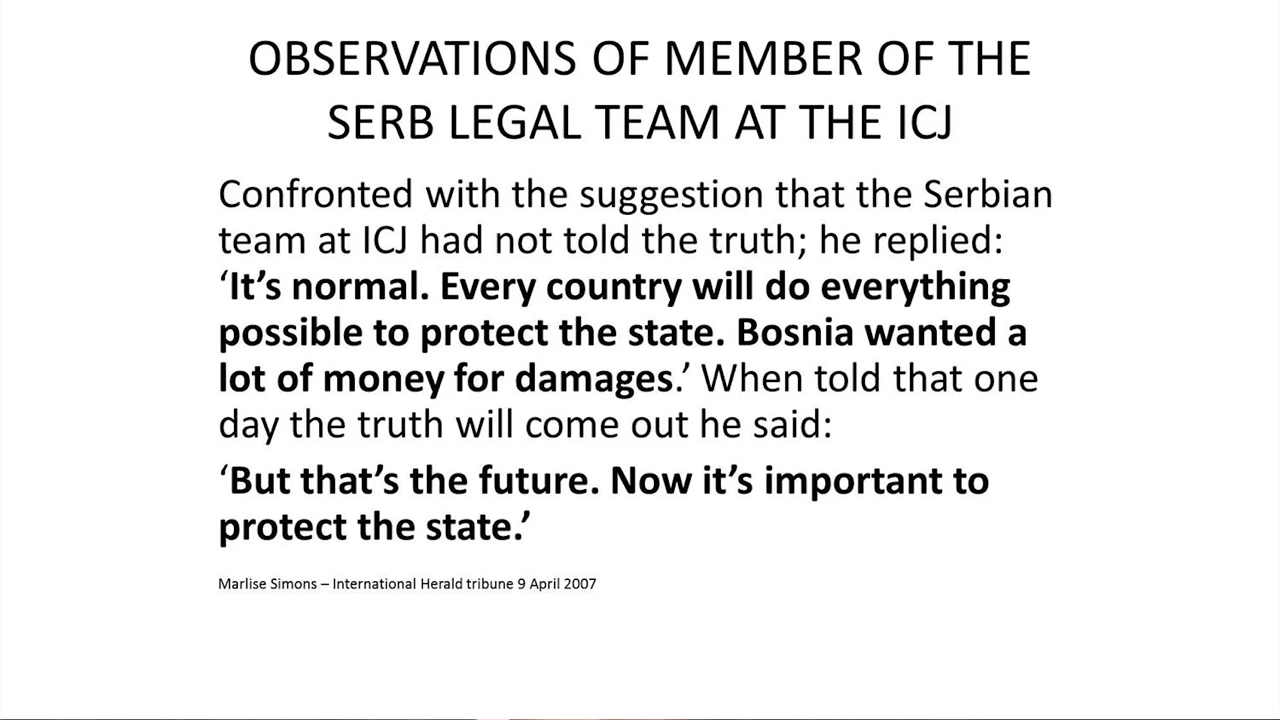 OBSERVATIONS OF MEMBER OF THE
SERB LEGAL TEAM AT THE ICJ
Confronted with the suggestion that the Serbian
team at ICJ had not told the truth; he replied:
‘It’s normal. Every country will do everything
possible to protect the state. Bosnia wanted a
lot of money for damages.’ When told that one
day the truth will come out he said:
‘But that’s the future. Now it’s important to
protect the state.’
Marlise Simons – International Herald tribune 9 April 2007